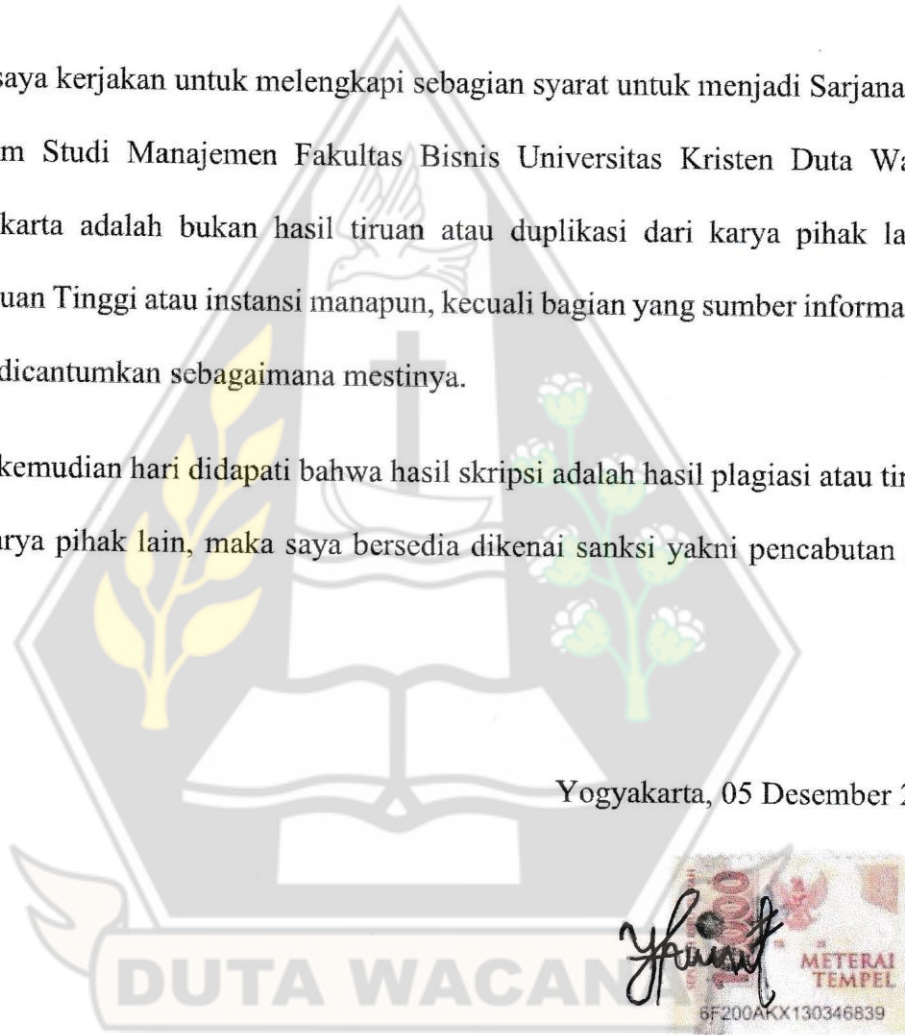 saya kerjakan untuk melengkapi sebagian syarat untuk menjadi Sarjana
m Studi Manajemen Fakultas Bisnis Universitas Kristen Duta Wa
karta adalah bukan hasil tiruan atau duplikasi dari karya pihak la
uan Tinggi atau instansi manapun, kecuali bagian yang sumber informa
dicantumkan sebagaimana mestinya.
kemudian hari didapati bahwa hasil skripsi adalah hasil plagiasi atau tir
arya pihak lain, maka saya bersedia dikenai sanksi yakni pencabutan
Yogyakarta, 05 Desember 2
METERAI
TEMPEL
6F200AKX130346839
DUTA WACAN